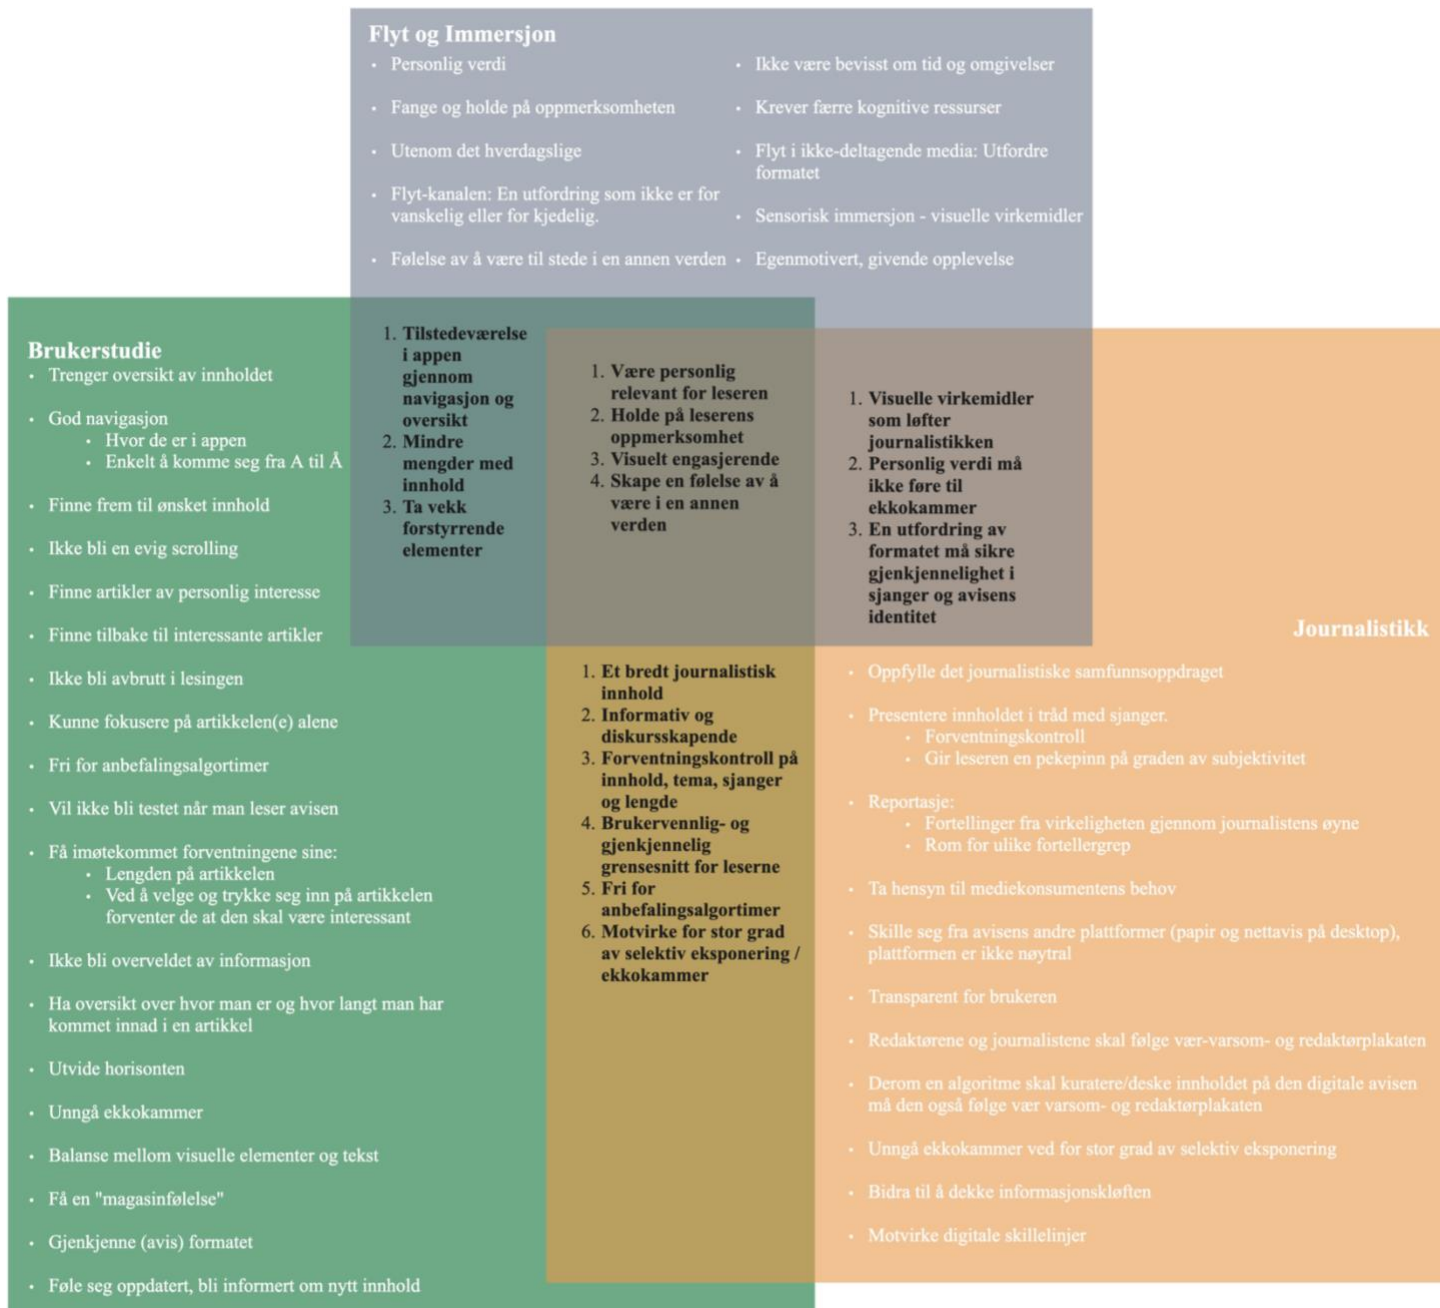 Flyt og Immersjon
• Personlig verdi
• Fange og holde på oppmerksomheten
• Utenom det hverdagslige
• Flyt-kanalen: En utfordring som ikke er for
vanskelig eller for kjedelig.
• Følelse av å være til stede i en annen verden
• Ikke være bevisst om tid og omgivelser
• Krever færre kognitive ressurser
• Flyt i ikke-deltagende media: Utfordre
formatet
• Sensorisk immersjon - visuelle virkemidler
• Egenmotivert, givende opplevelse
Brukerstudie
• Trenger oversikt av innholdet
• God navigasjon
• Hvor de er i appen
• Enkelt å komme seg fra A til Å
• Finne frem til ønsket innhold
• Ikke bli en evig scrolling
• Finne artikler av personlig interesse
• Finne tilbake til interessante artikler
• Ikke bli avbrutt i lesingen
• Kunne fokusere på artikkelen(e) alene
• Fri for anbefalingsalgortimer
• Vil ikke bli testet når man leser avisen
• Få imøtekommet forventningene sine:
• Lengden på artikkelen
• Ved å velge og trykke seg inn på artikkelen
forventer de at den skal være interessant
• Ikke bli overveldet av informasjon
• Ha oversikt over hvor man er og hvor langt man har
kommet innad i en artikkel
• Utvide horisonten
• Unngå ekkokammer
• Balanse mellom visuelle elementer og tekst
• Få en "magasinfølelse"
• Gjenkjenne (avis) formatet
• Føle seg oppdatert, bli informert om nytt innhold
1. Tilstedeværelse
i appen
gjennom
navigasjon og
oversikt
2. Mindre
mengder med
innhold
3. Ta vekk
forstyrrende
elementer
1. Være personlig
relevant for leseren
2. Holde på leserens
oppmerksomhet
3. Visuelt engasjerende
4. Skape en følelse av å
være i en annen
verden
1. Visuelle virkemidler
som løfter
journalistikken
2. Personlig verdi må
ikke føre til
ekkokammer
3. En utfordring av
formatet må sikre
gjenkjennelighet i
sjanger og avisens
identitet
1. Et bredt journalistisk
innhold
2. Informativ og
diskursskapende
3. Forventningskontroll på
innhold, tema, sjanger
og lengde
4. Brukervennlig- og
gjenkjennelig
grensesnitt for leserne
5. Fri for
anbefalingsalgortimer
6. Motvirke for stor grad
av selektiv eksponering /
ekkokammer
Journalistikk
• Oppfylle det journalistiske samfunnsoppdraget
• Presentere innholdet i tråd med sjanger.
• Forventningskontroll
• Gir leseren en pekepinn på graden av subjektivitet
• Reportasje:
• Fortellinger fra virkeligheten gjennom journalistens øyne
• Rom for ulike fortellergrep
• Ta hensyn til mediekonsumentens behov
• Skille seg fra avisens andre plattformer (papir og nettavis på desktop),
plattformen er ikke nøytral
• Transparent for brukeren
• Redaktørene og journalistene skal følge vær-varsom- og redaktørplakaten
• Derom en algoritme skal kuratere/deske innholdet på den digitale avisen
må den også følge vær varsom- og redaktørplakaten
• Unngå ekkokammer ved for stor grad av selektiv eksponering
• Bidra til å dekke informasjonskløften
• Motvirke digitale skillelinjer